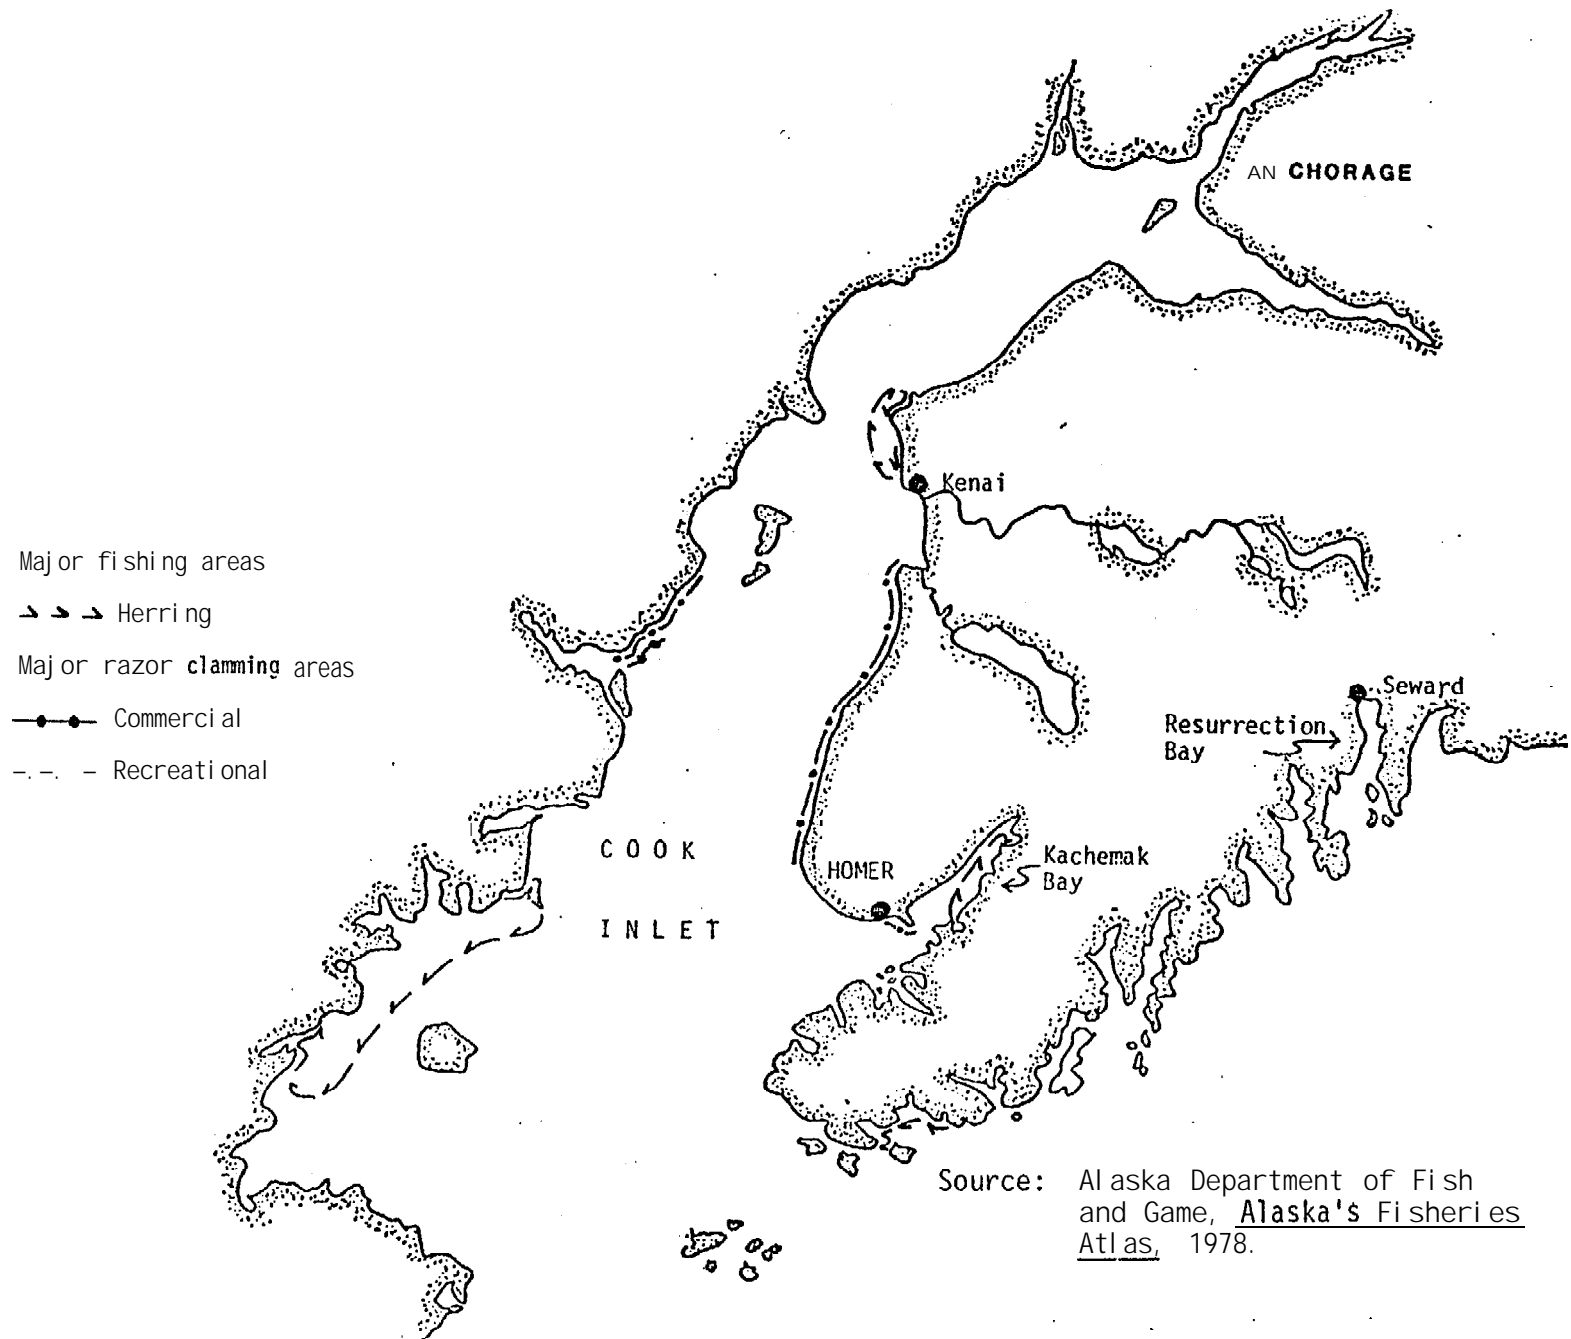 AN CHORAGE
Kenai
Major fishing areas
Herring
Major razor clamming areas
Commercial
-.-. - Recreational
Seward
Resurrection
Bay
COOK
INLET
HOMER
Kachemak
Bay
Source: Alaska Department of Fish
and Game, Alaska's Fisheries
Atlas, 1978.